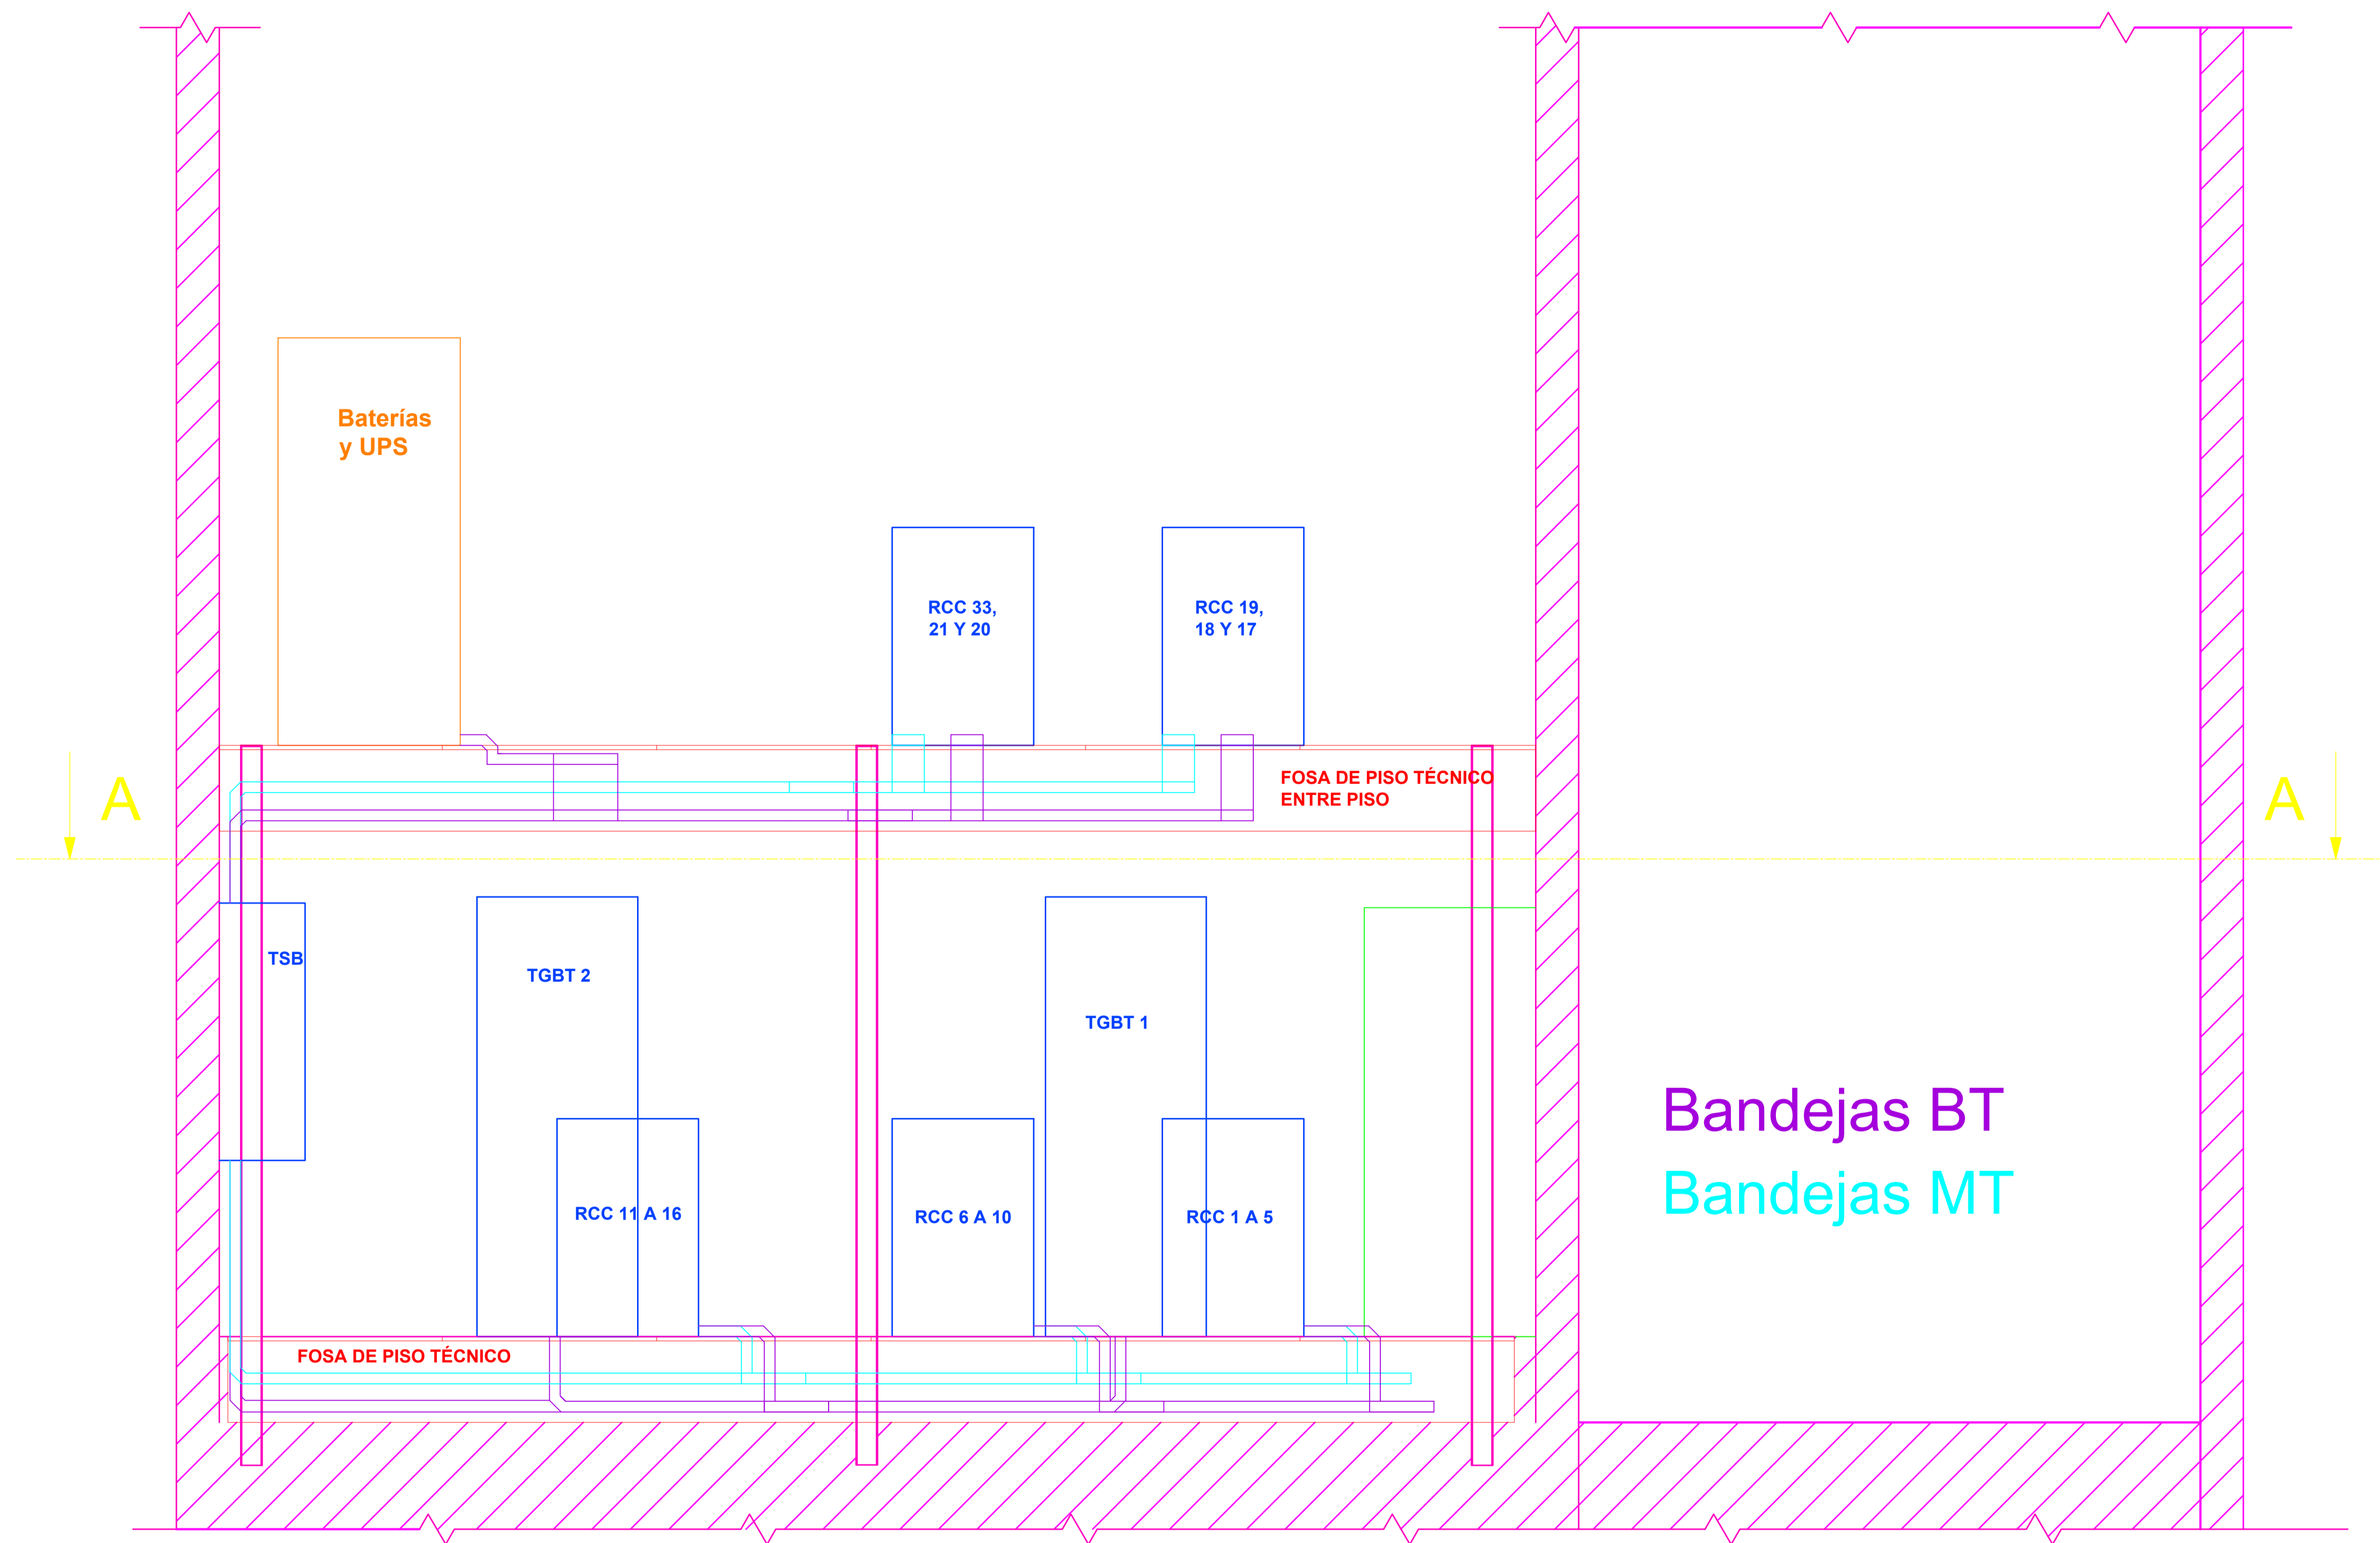 Baterías
y UPS
RCC 33,
21 Y 20
RCC 19,
18 Y 17
FOSA DE PISO TÉCNICO
ENTRE PISO
A
A
TSB
TGBT 2
TGBT 1
Bandejas BT
Bandejas MT
RCC 11 A 16
RCC 6 A 10
RCC 1 A 5
FOSA DE PISO TÉCNICO